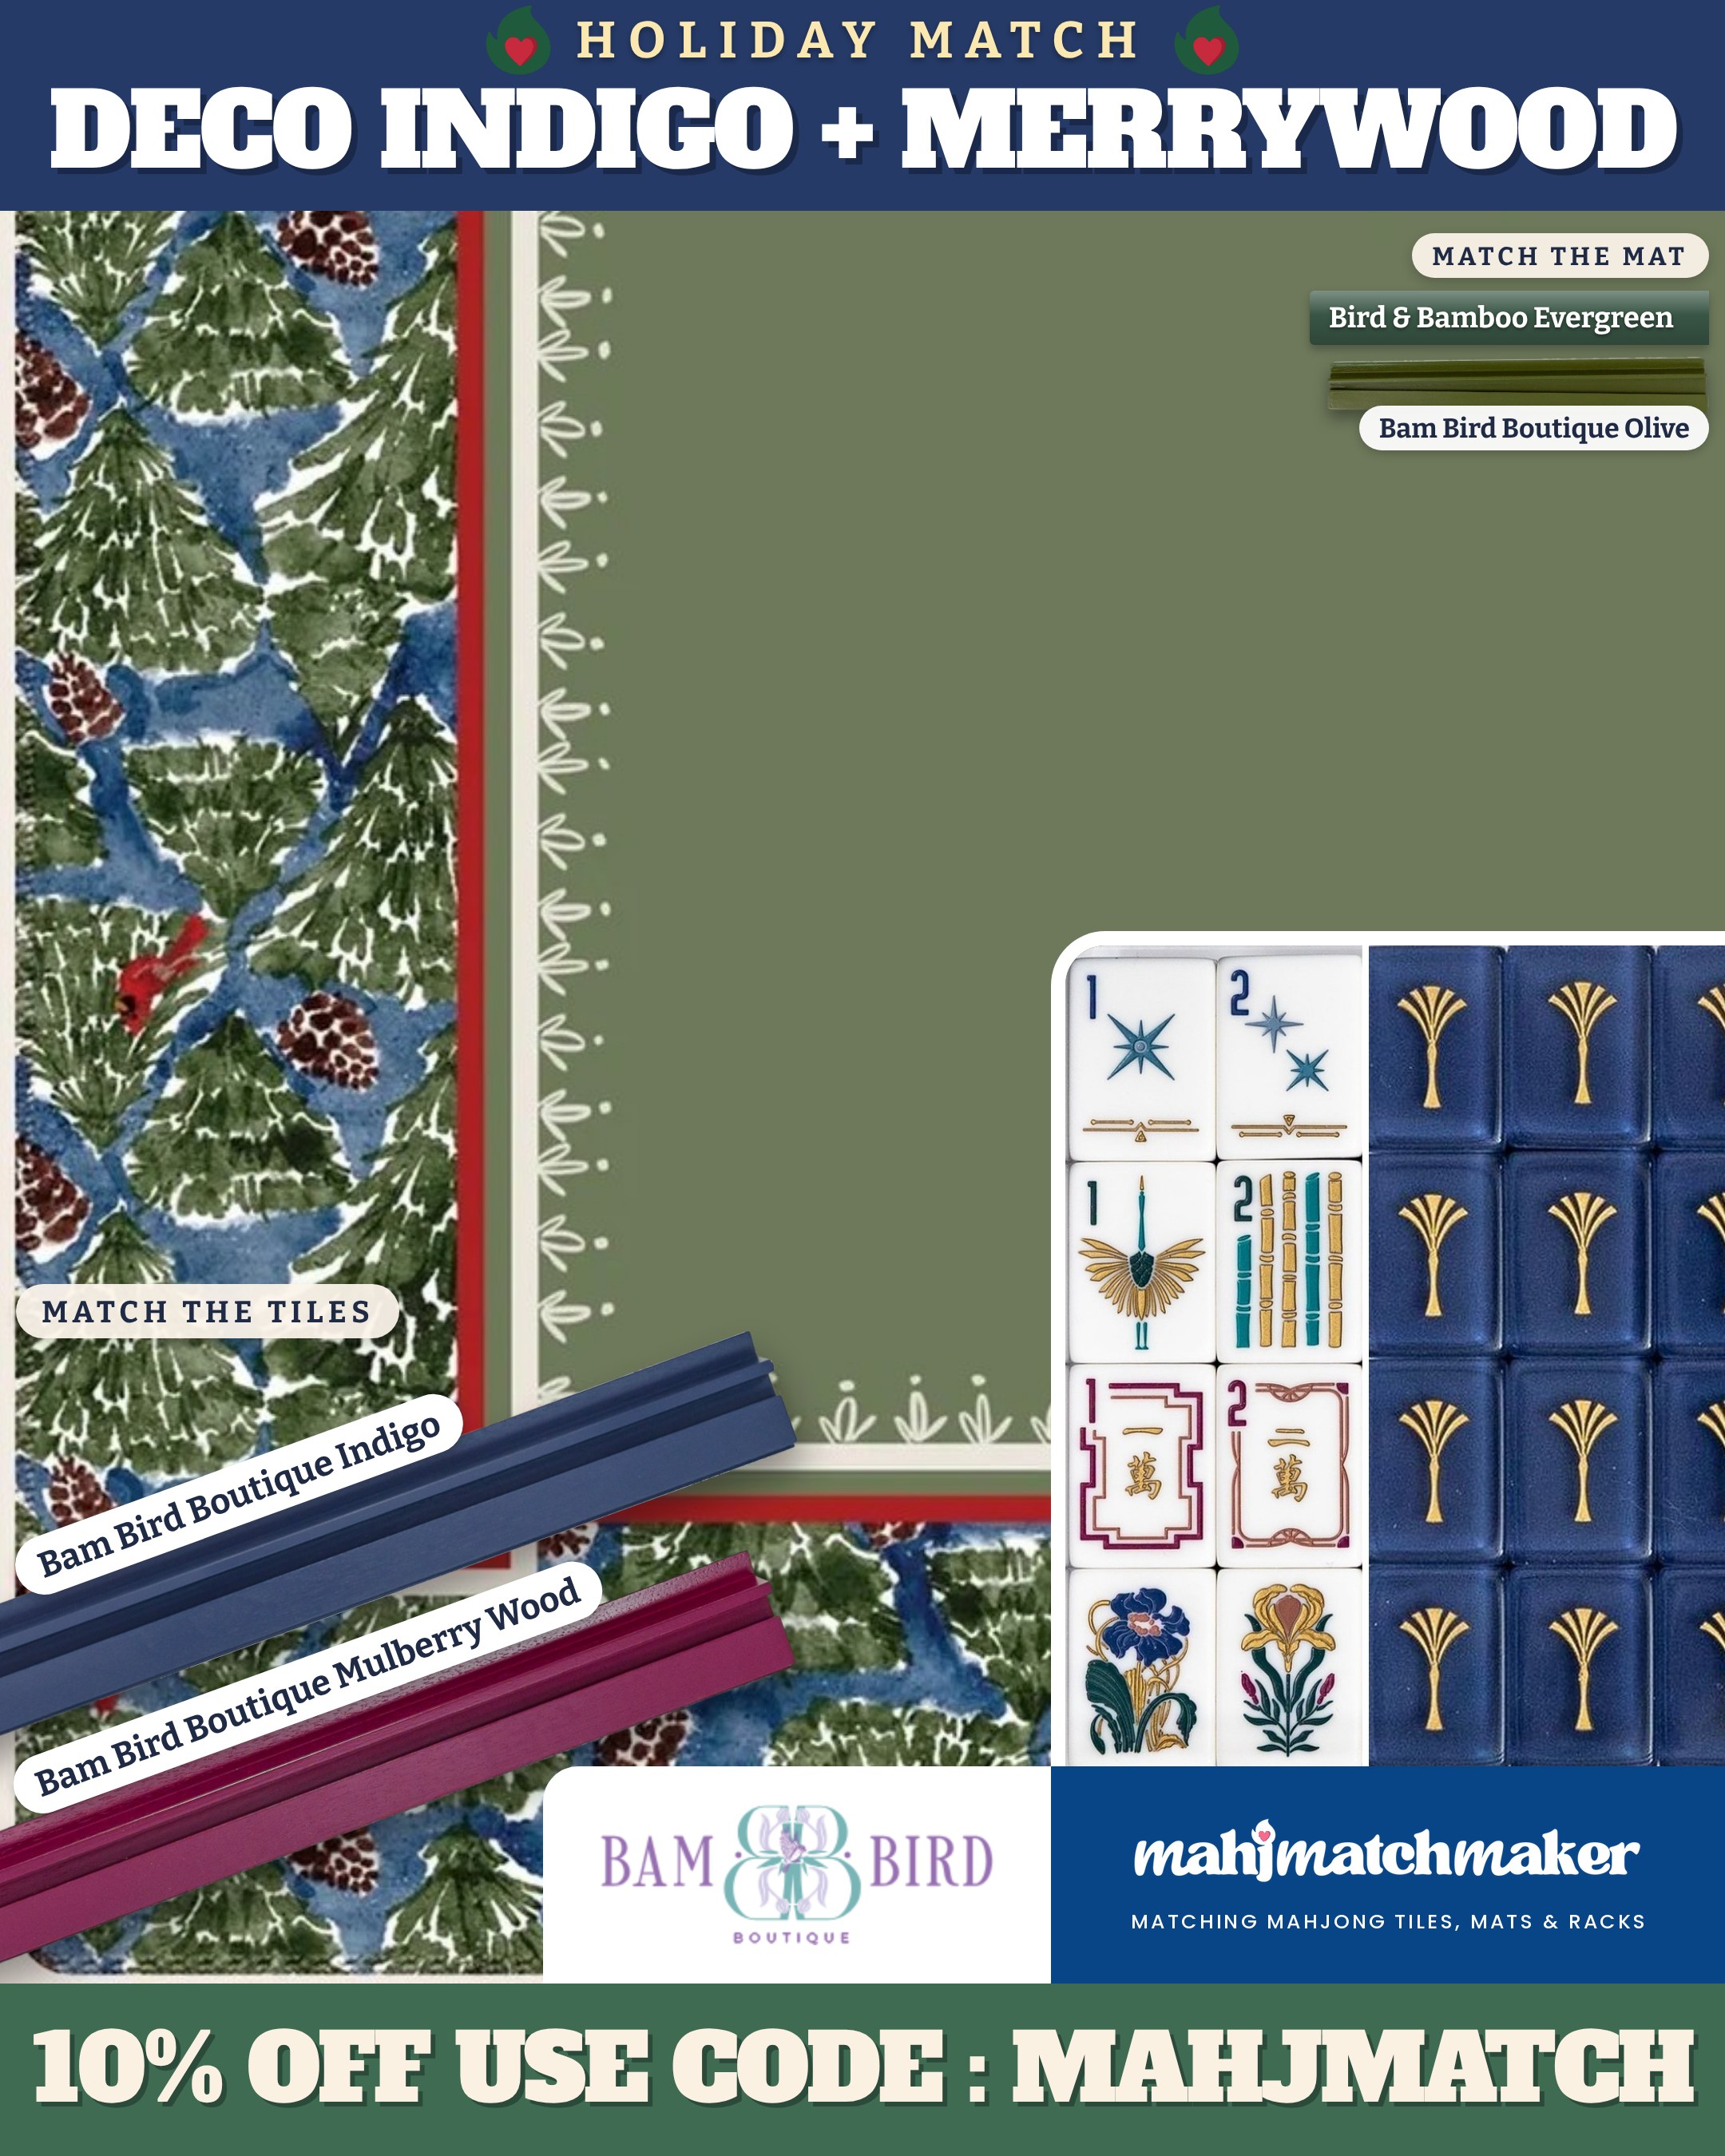 HOLIDAY MATCH
DECO INDIGO + MERRYWOOD
MATCH THE MAT
Bird & Bamboo Evergreen
Bam Bird Boutique Olive
1
2
1
2
1
一
萬
2
二
萬
MATCH THE TILES
Bam Bird Boutique Indigo
Bam Bird Boutique Mulberry Wood
BAM BIRD
BOUTIQUE
mahjmatchmaker
MATCHING MAHJONG TILES, MATS & RACKS
10% OFF USE CODE : MAHJMATCH